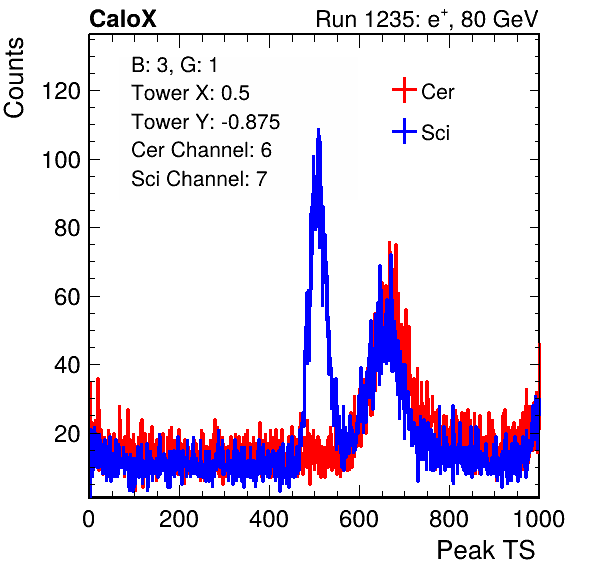 CaloX Run 1235: e⁺, 80 GeV
Counts
B: 3, G: 1
Tower X: 0.5
Tower Y: -0.875
Cer Channel: 6
Sci Channel: 7
Cer
Sci
120
100
80
60
40
20
0 200 400 600 800 1000
Peak TS